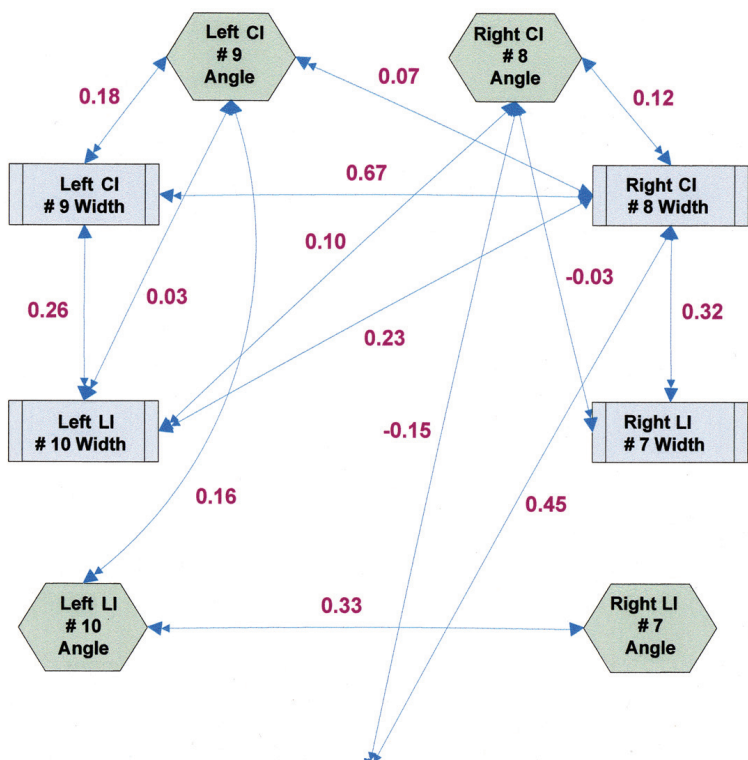 Left CI
# 9
Angle
Right CI
# 8
Angle
0.07
0.18
0.12
0.67
Left CI
# 9 Width
Right CI
# 8 Width
0.10
-0.03
0.26
0.03
0.32
0.23
Left LI
# 10 Width
-0.15
Right LI
# 7 Width
0.16
0.45
Left LI
# 10
Angle
0.33
Right LI
# 7
Angle